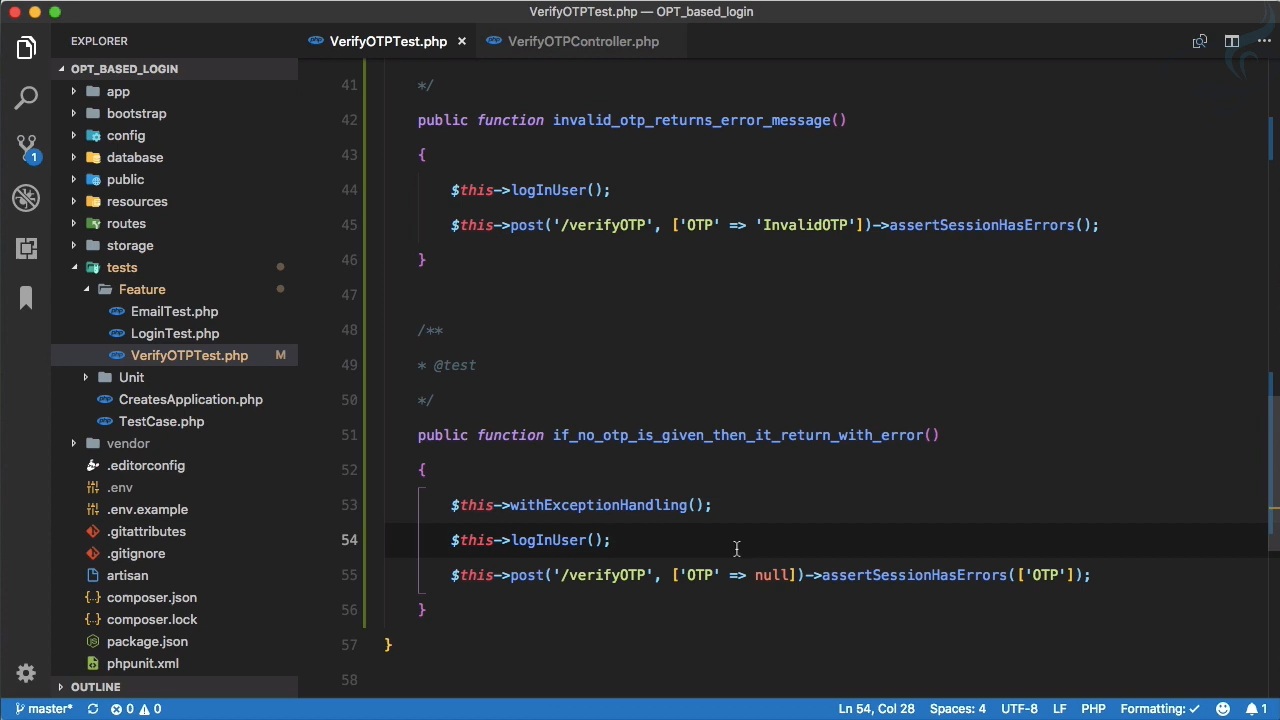 VerifyOTPTest.php — OPT_based_login
EXPLORER
OPT_BASED_LOGIN
app
bootstrap
config
database
public
resources
routes
storage
tests
Feature
EmailTest.php
LoginTest.php
VerifyOTPTest.php M
Unit
CreatesApplication.php
TestCase.php
vendor
.editorconfig
.env
.env.example
.gitattributes
.gitignore
artisan
composer.json
composer.lock
package.json
phpunit.xml
OUTLINE
1
VerifyOTPTest.php × VerifyOTPController.php
41 */
42 public function invalid_otp_returns_error_message()
43 {
44 $this->logInUser();
45 $this->post('/verifyOTP', ['OTP' => 'InvalidOTP'])->assertSessionHasErrors();
46 }
47
48 /**
49 * @test
50 */
51 public function if_no_otp_is_given_then_it_return_with_error()
52 {
53 $this->withExceptionHandling();
54 $this->logInUser();
55 $this->post('/verifyOTP', ['OTP' => null])->assertSessionHasErrors(['OTP']);
56 }
57 }
58
master* 0 0 Ln 54, Col 28 Spaces: 4 UTF-8 LF PHP Formatting: ✓ 1